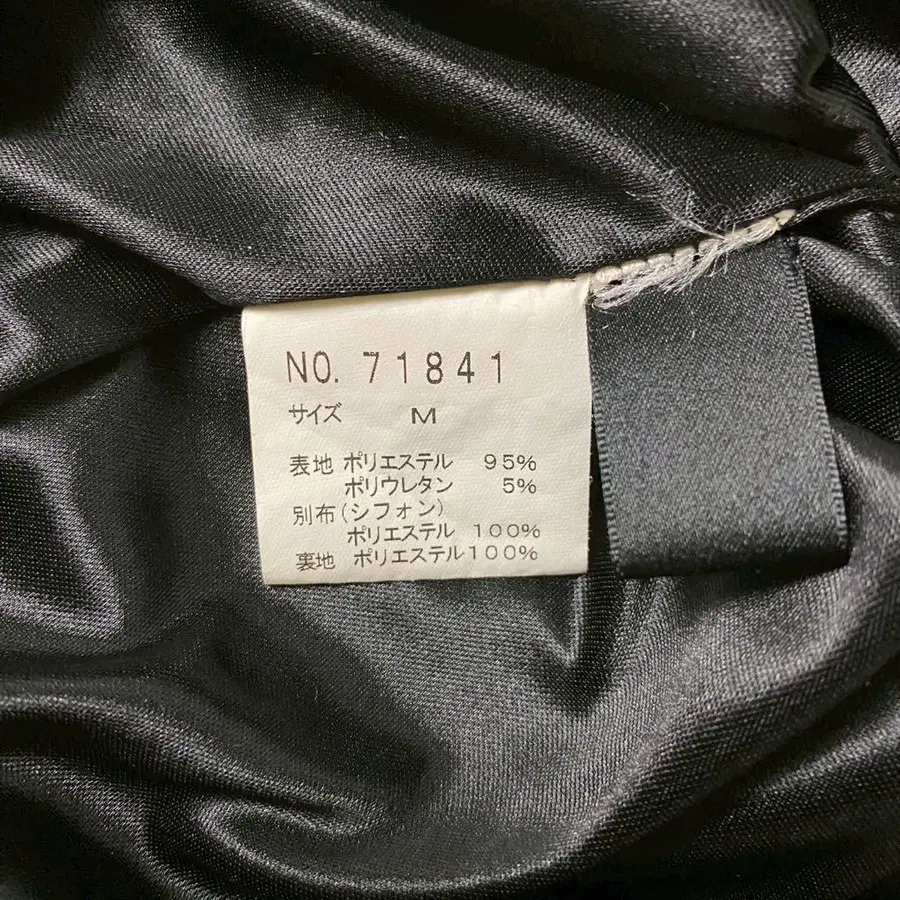 NO. 71841
サイズ M
表地 ポリエステル 95%
ポリウレタン 5%
別布(シフォン)
ポリエステル 100%
裏地 ポリエステル100%